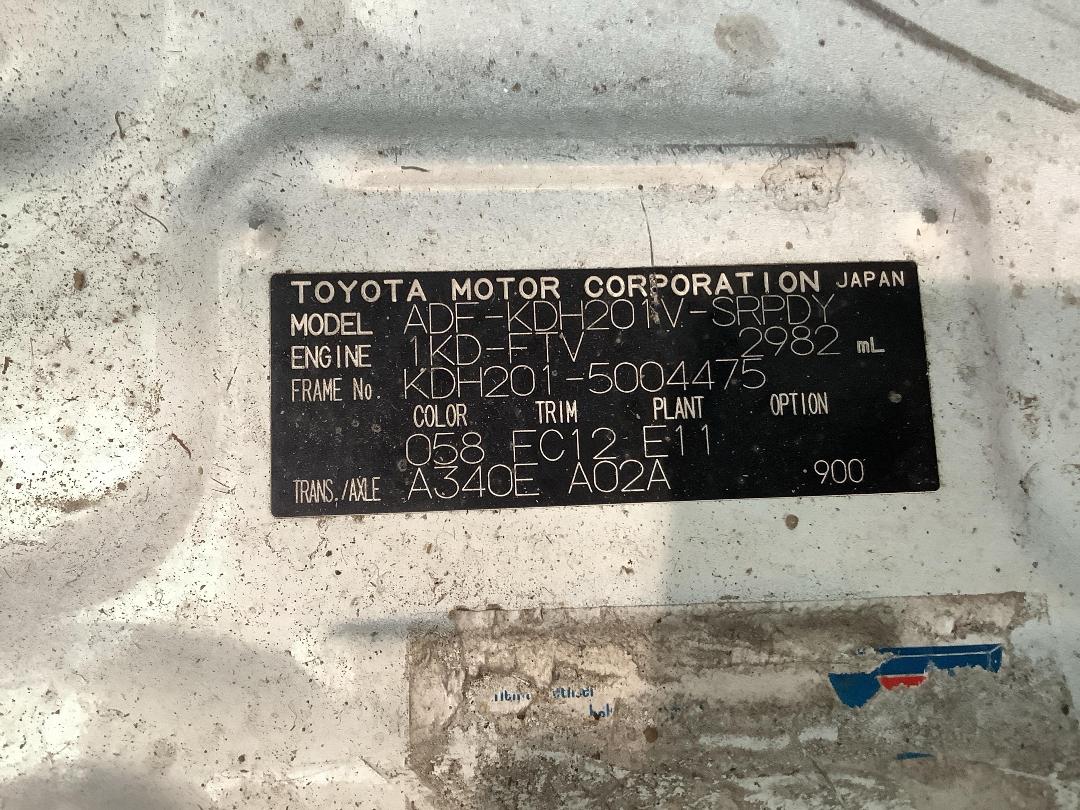 TOYOTA MOTOR CORPORATION JAPAN
MODEL ADF-KDH201V-SRPDY
ENGINE 1KD-FTV 2982 mL
FRAME No. KDH201-5004475
COLOR TRIM PLANT OPTION
058 FC12 E11
TRANS./AXLE A340E A02A 900